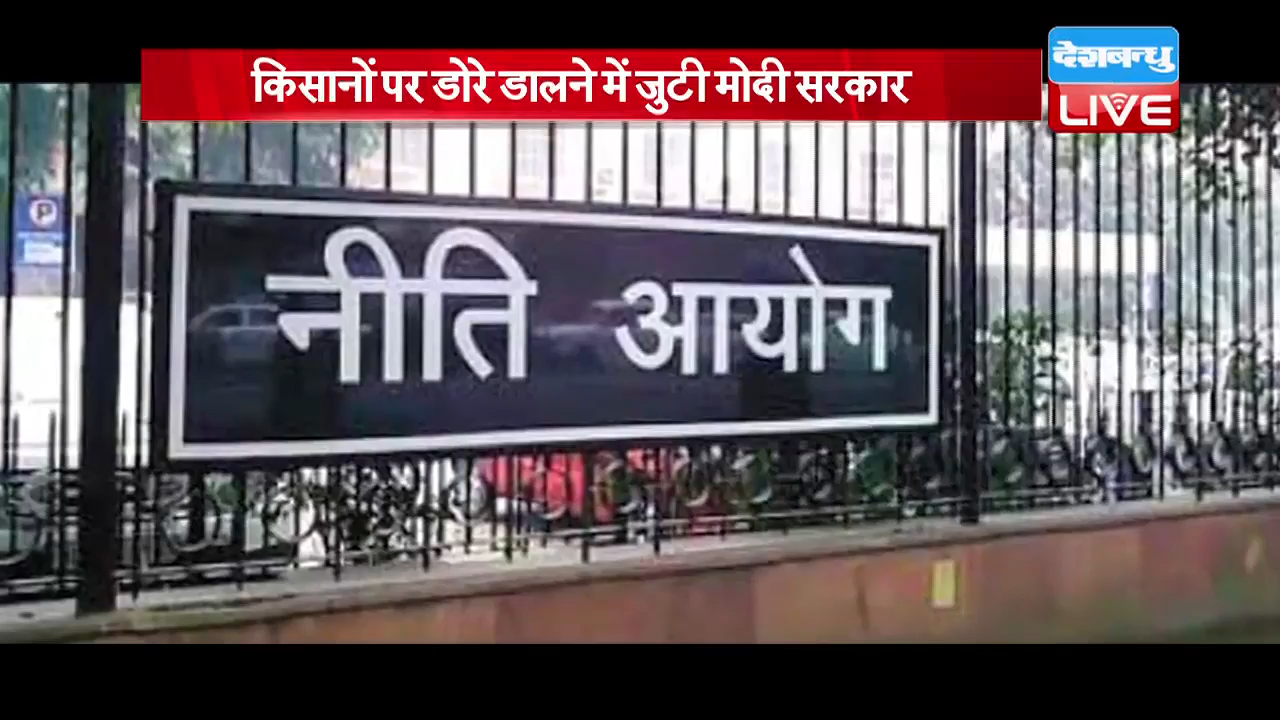 किसानों पर डोरे डालने में जुटी मोदी सरकार
देशबन्धु
LIVE
P
नीति आयोग